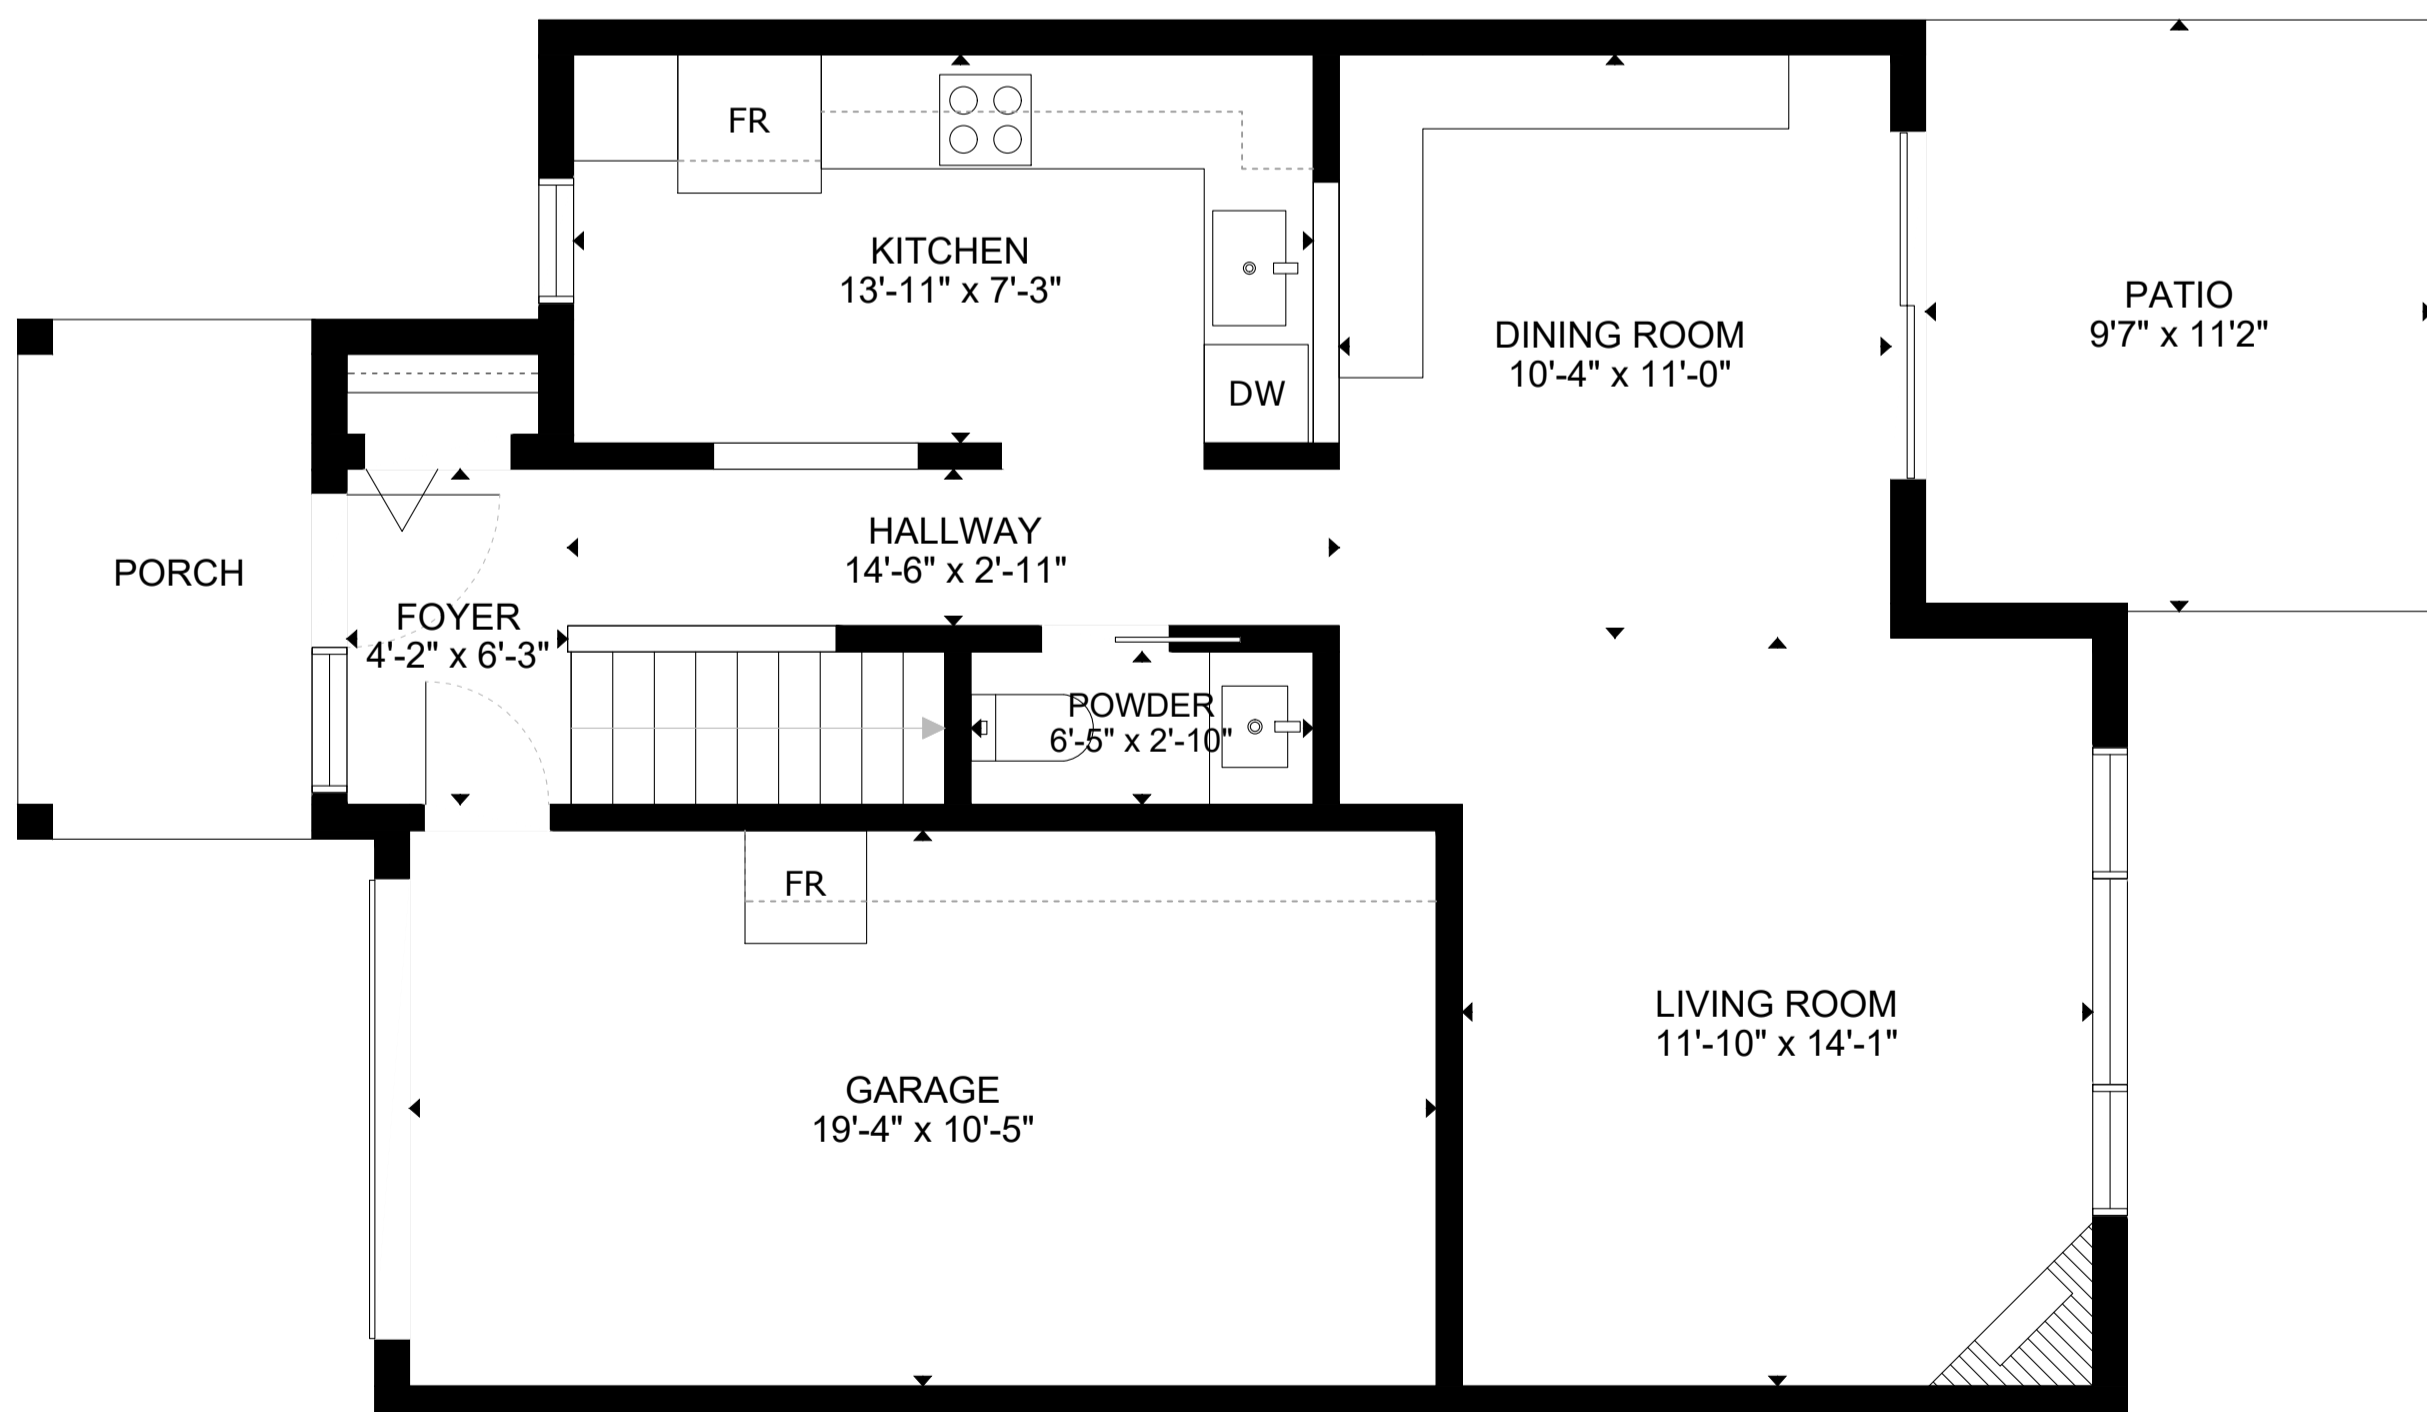 FR
KITCHEN
13'-11" x 7'-3"
DW
DINING ROOM
10'-4" x 11'-0"
PATIO
9'7" x 11'2"
PORCH
FOYER
4'-2" x 6'-3"
HALLWAY
14'-6" x 2'-11"
POWDER
6'-5" x 2'-10"
FR
GARAGE
19'-4" x 10'-5"
LIVING ROOM
11'-10" x 14'-1"